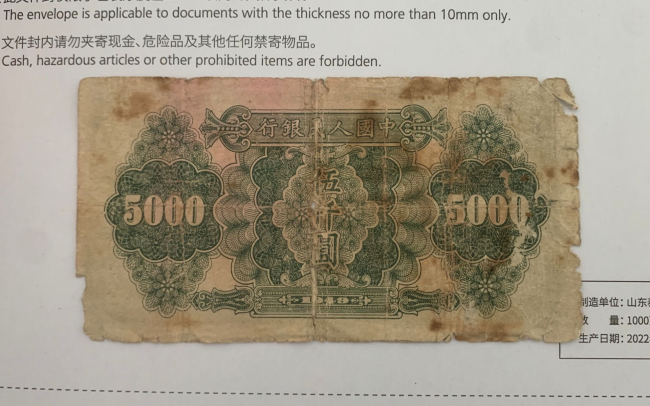 The envelope is applicable to documents with the thickness no more than 10mm only.
文件封内请勿夹寄现金、危险品及其他任何禁寄物品。
Cash, hazardous articles or other prohibited items are forbidden.
行銀民人國中
5000
伍仟圓
5000
制造单位：山东
数 量：1000
生产日期：2022